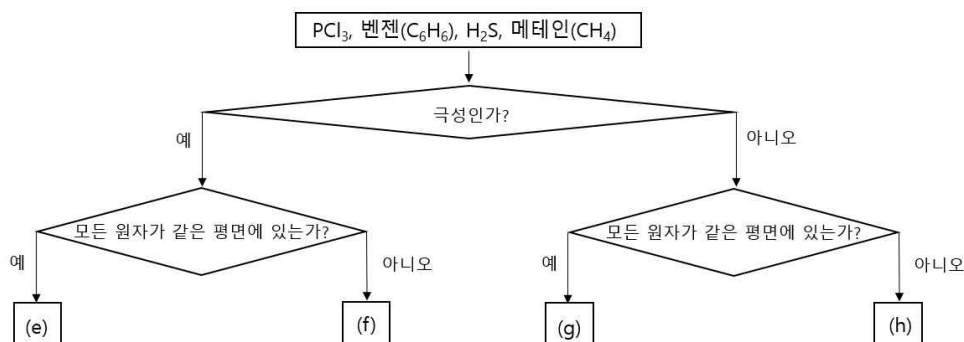 PCl₃, 벤젠(C₆H₆), H₂S, 메테인(CH₄)
극성인가?
예
아니오
모든 원자가 같은 평면에 있는가?
모든 원자가 같은 평면에 있는가?
예
아니오
예
아니오
(e)
(f)
(g)
(h)